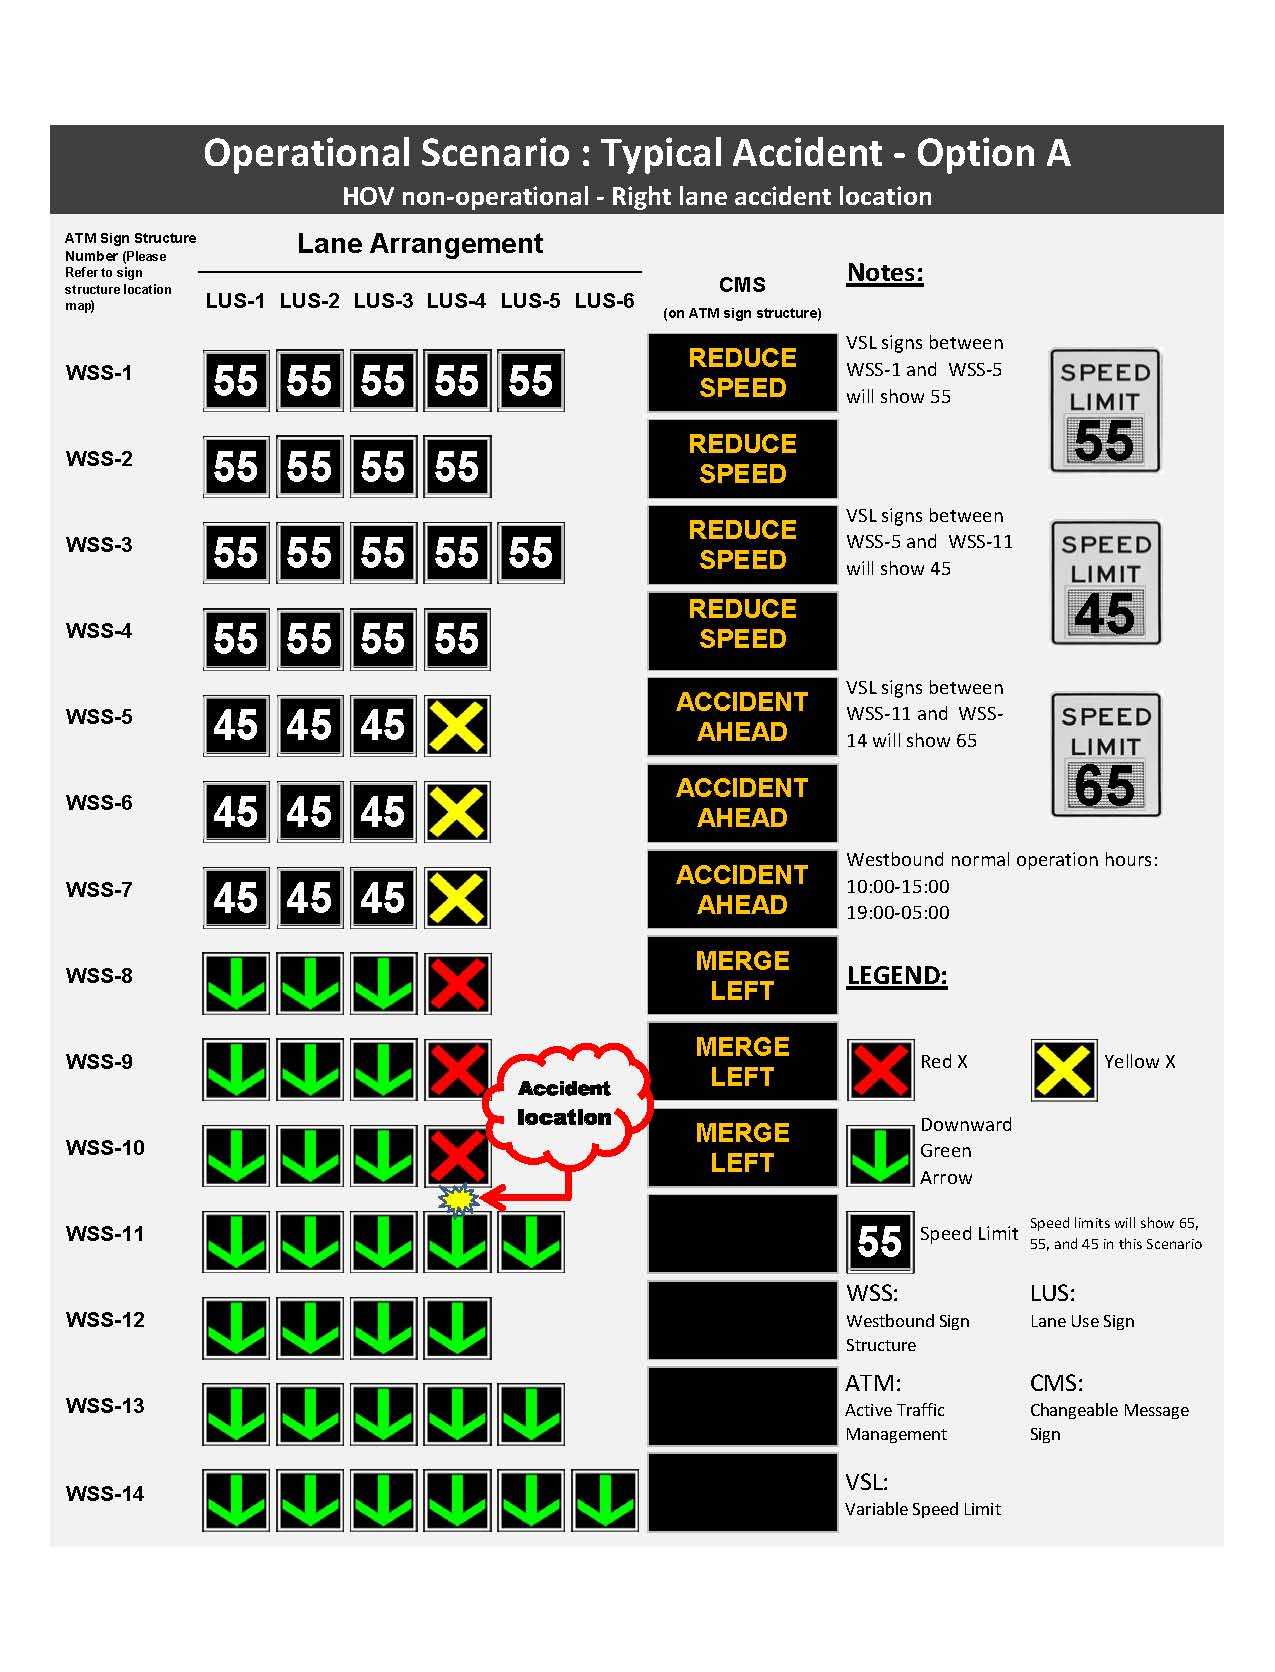 Operational Scenario : Typical Accident - Option A
HOV non-operational - Right lane accident location
ATM Sign Structure
Number (Please
Refer to sign
structure location
map)
Lane Arrangement
LUS-1 LUS-2 LUS-3 LUS-4 LUS-5 LUS-6
CMS
(on ATM sign structure)
Notes:
WSS-1
55 55 55 55 55
REDUCE
SPEED
VSL signs between
WSS-1 and WSS-5
will show 55
SPEED
LIMIT
55
WSS-2
55 55 55 55
REDUCE
SPEED
WSS-3
55 55 55 55 55
REDUCE
SPEED
VSL signs between
WSS-5 and WSS-11
will show 45
SPEED
LIMIT
45
WSS-4
55 55 55 55
REDUCE
SPEED
WSS-5
45 45 45
ACCIDENT
AHEAD
VSL signs between
WSS-11 and WSS-
14 will show 65
SPEED
LIMIT
65
WSS-6
45 45 45
ACCIDENT
AHEAD
WSS-7
45 45 45
ACCIDENT
AHEAD
Westbound normal operation hours:
10:00-15:00
19:00-05:00
WSS-8
MERGE
LEFT
LEGEND:
WSS-9
Accident
location
MERGE
LEFT
Red X
Yellow X
WSS-10
MERGE
LEFT
Downward
Green
Arrow
WSS-11
55
Speed Limit
Speed limits will show 65,
55, and 45 in this Scenario
WSS-12
WSS:
Westbound Sign
Structure
LUS:
Lane Use Sign
WSS-13
ATM:
Active Traffic
Management
CMS:
Changeable Message
Sign
WSS-14
VSL:
Variable Speed Limit